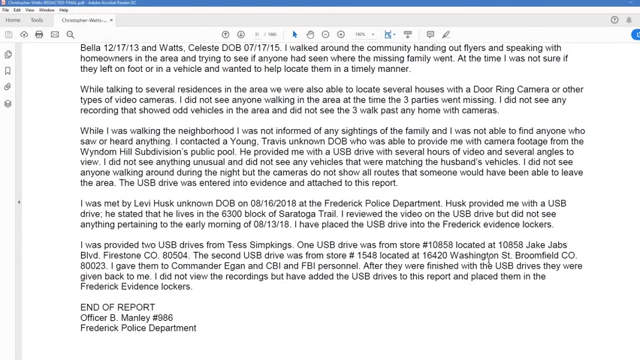 Christopher-Watts-REDACTED-FINAL.pdf - Adobe Acrobat Reader DC
File Edit View Window Help
Home Tools Christopher-Watts-...
Bella 12/17/13 and Watts, Celeste DOB 07/17/15. I walked around the community handing out flyers and speaking with
homeowners in the area and trying to see if anyone had seen where the missing family went. At the time I was not sure if
they left on foot or in a vehicle and wanted to help locate them in a timely manner.
While talking to several residences in the area we were also able to locate several houses with a Door Ring Camera or other
types of video cameras. I did not see anyone walking in the area at the time the 3 parties went missing. I did not see any
recording that showed odd vehicles in the area and did not see the 3 walk past any home with cameras.
While I was walking the neighborhood I was not informed of any sightings of the family and I was not able to find anyone who
saw or heard anything. I contacted a Young, Travis unknown DOB who was able to provide me with camera footage from the
Wyndom Hill Subdivision's public pool. He provided me with a USB drive with several hours of video and several angles to
view. I did not see anything unusual and did not see any vehicles that were matching the husband's vehicles. I did not see
anyone walking around during the night but the cameras do not show all routes that someone would have been able to leave
the area. The USB drive was entered into evidence and attached to this report.
I was met by Levi Husk unknown DOB on 08/16/2018 at the Frederick Police Department. Husk provided me with a USB
drive; he stated that he lives in the 6300 block of Saratoga Trail. I reviewed the video on the USB drive but did not see
anything pertaining to the early morning of 08/13/18. I have placed the USB drive into the Frederick evidence lockers.
I was provided two USB drives from Tess Simpkings. One USB drive was from store #10858 located at 10858 Jake Jabs
Blvd. Firestone CO. 80504. The second USB drive was from store # 1548 located at 16420 Washington St. Broomfield CO.
80023. I gave them to Commander Egan and CBI and FBI personnel. After they were finished with the USB drives they were
given back to me. I did not view the recordings but have added the USB drives to this report and placed them in the
Frederick Evidence lockers.
END OF REPORT
Officer B. Manley #986
Frederick Police Department